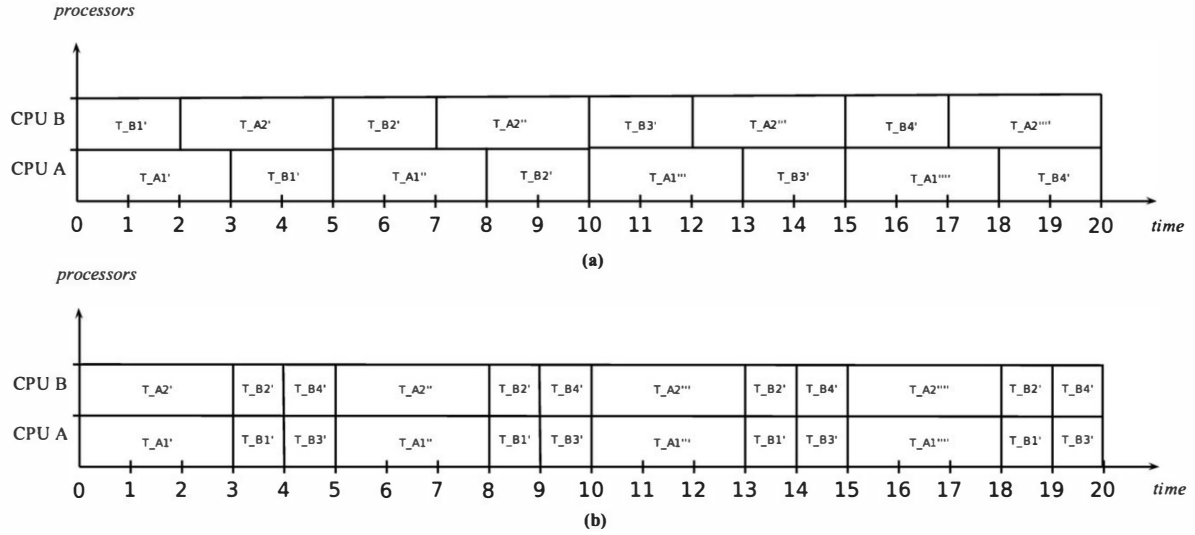 processors
CPU B T_B1' T_A2' T_B2' T_A2'' T_B3' T_A2''' T_B4' T_A2''''
CPU A T_A1' T_B1' T_A1'' T_B2' T_A1''' T_B3' T_A1'''' T_B4'
0 1 2 3 4 5 6 7 8 9 10 11 12 13 14 15 16 17 18 19 20 time
(a)
processors
CPU B T_A2' T_B2' T_B4' T_A2'' T_B2' T_B4' T_A2''' T_B2' T_B4' T_A2'''' T_B2' T_B4'
CPU A T_A1' T_B1' T_B3' T_A1'' T_B1' T_B3' T_A1''' T_B1' T_B3' T_A1'''' T_B1' T_B3'
0 1 2 3 4 5 6 7 8 9 10 11 12 13 14 15 16 17 18 19 20 time
(b)